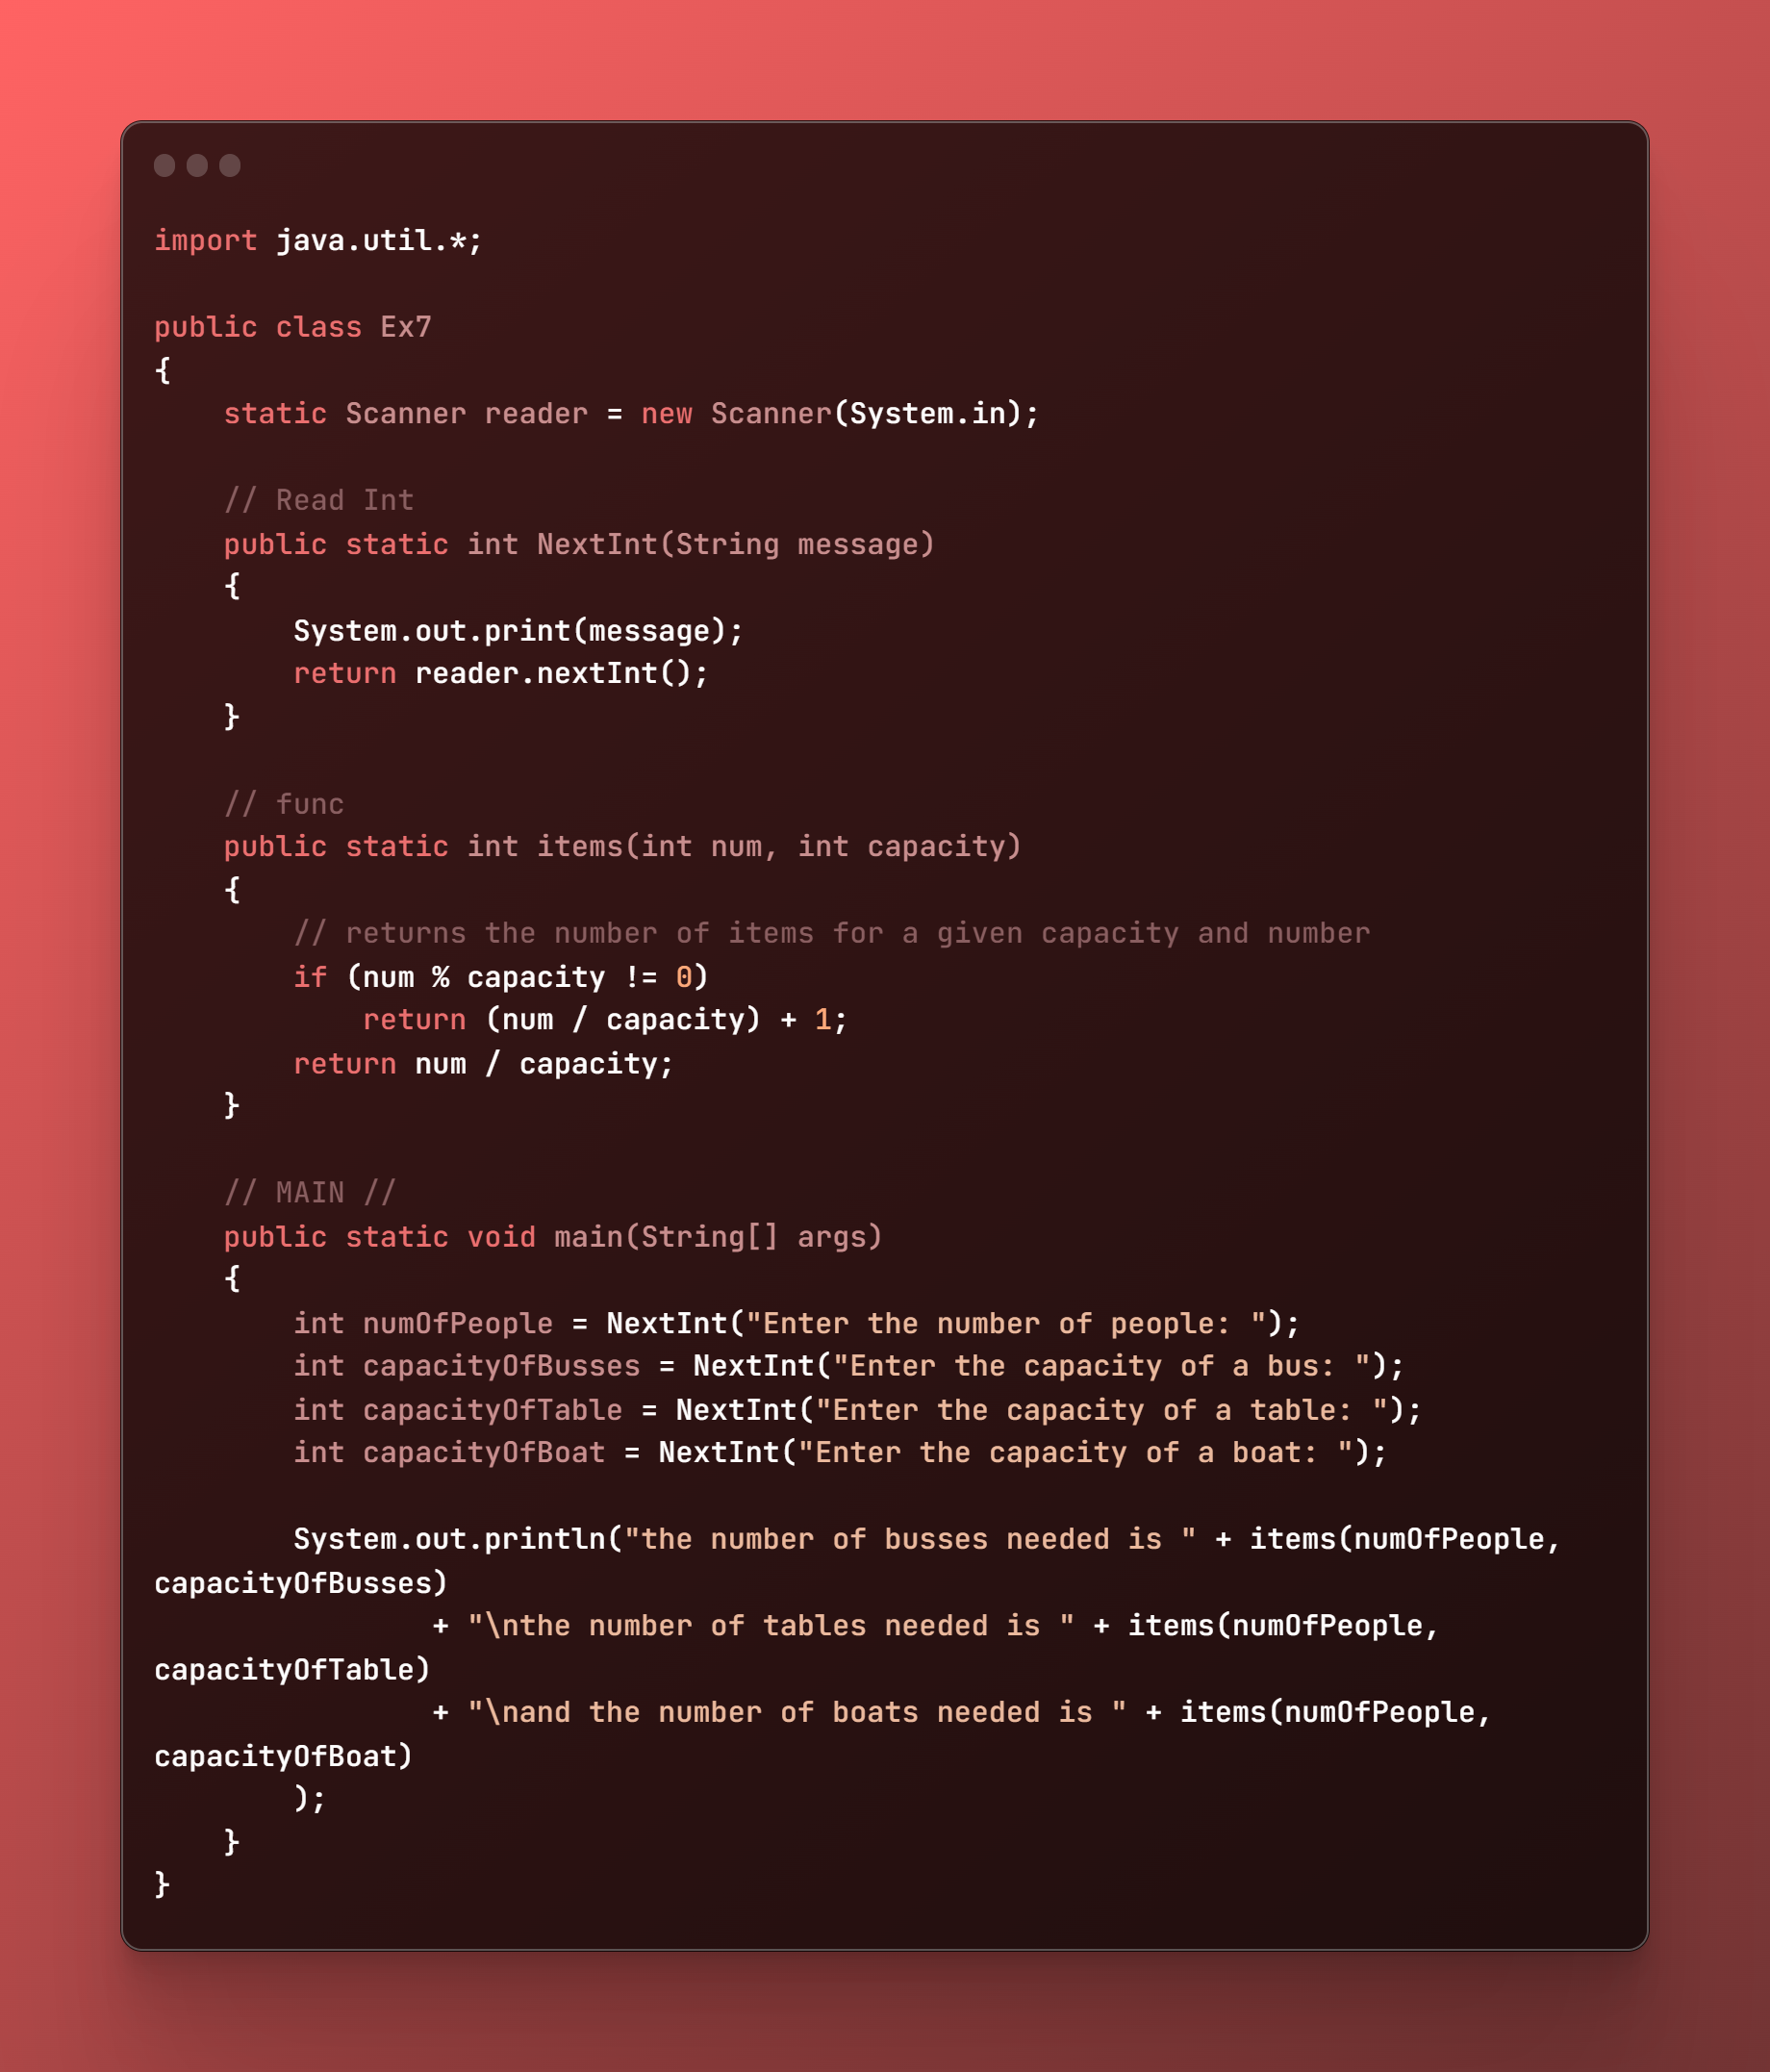 import java.util.*;
public class Ex7
{
    static Scanner reader = new Scanner(System.in);
    // Read Int
    public static int NextInt(String message)
    {
        System.out.print(message);
        return reader.nextInt();
    }
    // func
    public static int items(int num, int capacity)
    {
        // returns the number of items for a given capacity and number
        if (num % capacity != 0)
            return (num / capacity) + 1;
        return num / capacity;
    }
    // MAIN //
    public static void main(String[] args)
    {
        int numOfPeople = NextInt("Enter the number of people: ");
        int capacityOfBusses = NextInt("Enter the capacity of a bus: ");
        int capacityOfTable = NextInt("Enter the capacity of a table: ");
        int capacityOfBoat = NextInt("Enter the capacity of a boat: ");
        System.out.println("the number of busses needed is " + items(numOfPeople,
capacityOfBusses)
                + "\nthe number of tables needed is " + items(numOfPeople,
capacityOfTable)
                + "\nand the number of boats needed is " + items(numOfPeople,
capacityOfBoat)
        );
    }
}